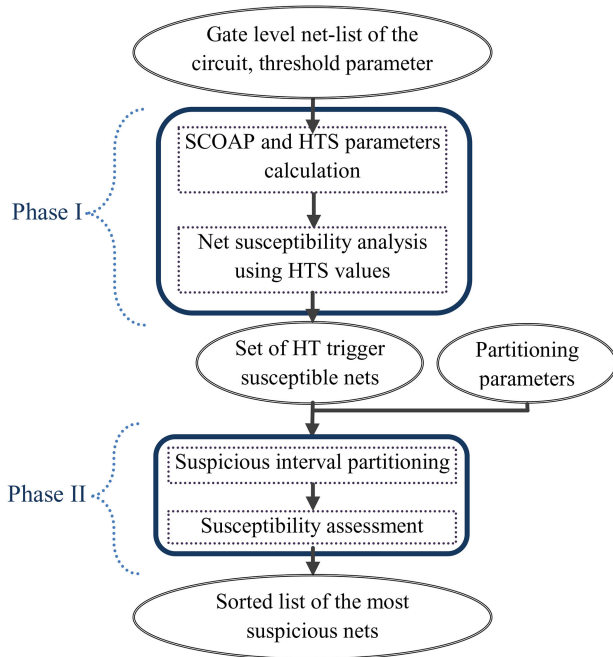 Gate level net-list of the
circuit, threshold parameter
SCOAP and HTS parameters
calculation
Phase I
Net susceptibility analysis
using HTS values
Set of HT trigger
susceptible nets
Partitioning
parameters
Suspicious interval partitioning
Phase II
Susceptibility assessment
Sorted list of the most
suspicious nets